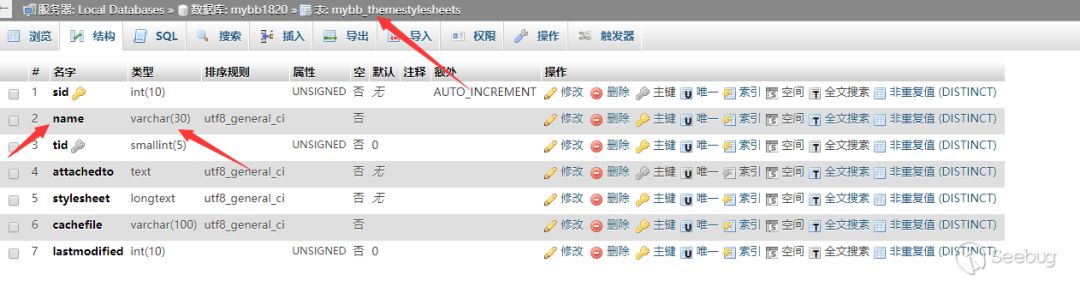 服务器: Local Databases » 数据库: mybb1820 » 表: mybb_themestylesheets
浏览 结构 SQL 搜索 插入 导出 导入 权限 操作 触发器
# 名字 类型 排序规则 属性 空 默认 注释 额外 操作
1 sid int(10) UNSIGNED 否 无 AUTO_INCREMENT 修改 删除 主键 唯一 索引 空间 全文搜索 非重复值 (DISTINCT)
2 name varchar(30) utf8_general_ci 否 修改 删除 主键 唯一 索引 空间 全文搜索 非重复值 (DISTINCT)
3 tid smallint(5) UNSIGNED 否 0 修改 删除 主键 唯一 索引 空间 全文搜索 非重复值 (DISTINCT)
4 attachedto text utf8_general_ci 否 无 修改 删除 主键 唯一 索引 空间 全文搜索 非重复值 (DISTINCT)
5 stylesheet longtext utf8_general_ci 否 无 修改 删除 主键 唯一 索引 空间 全文搜索 非重复值 (DISTINCT)
6 cachefile varchar(100) utf8_general_ci 否 修改 删除 主键 唯一 索引 空间 全文搜索 非重复值 (DISTINCT)
7 lastmodified int(10) UNSIGNED 否 0 修改 删除 主键 唯一 索引 空间 全文搜索 非重复值 (DISTINCT)
Seebug